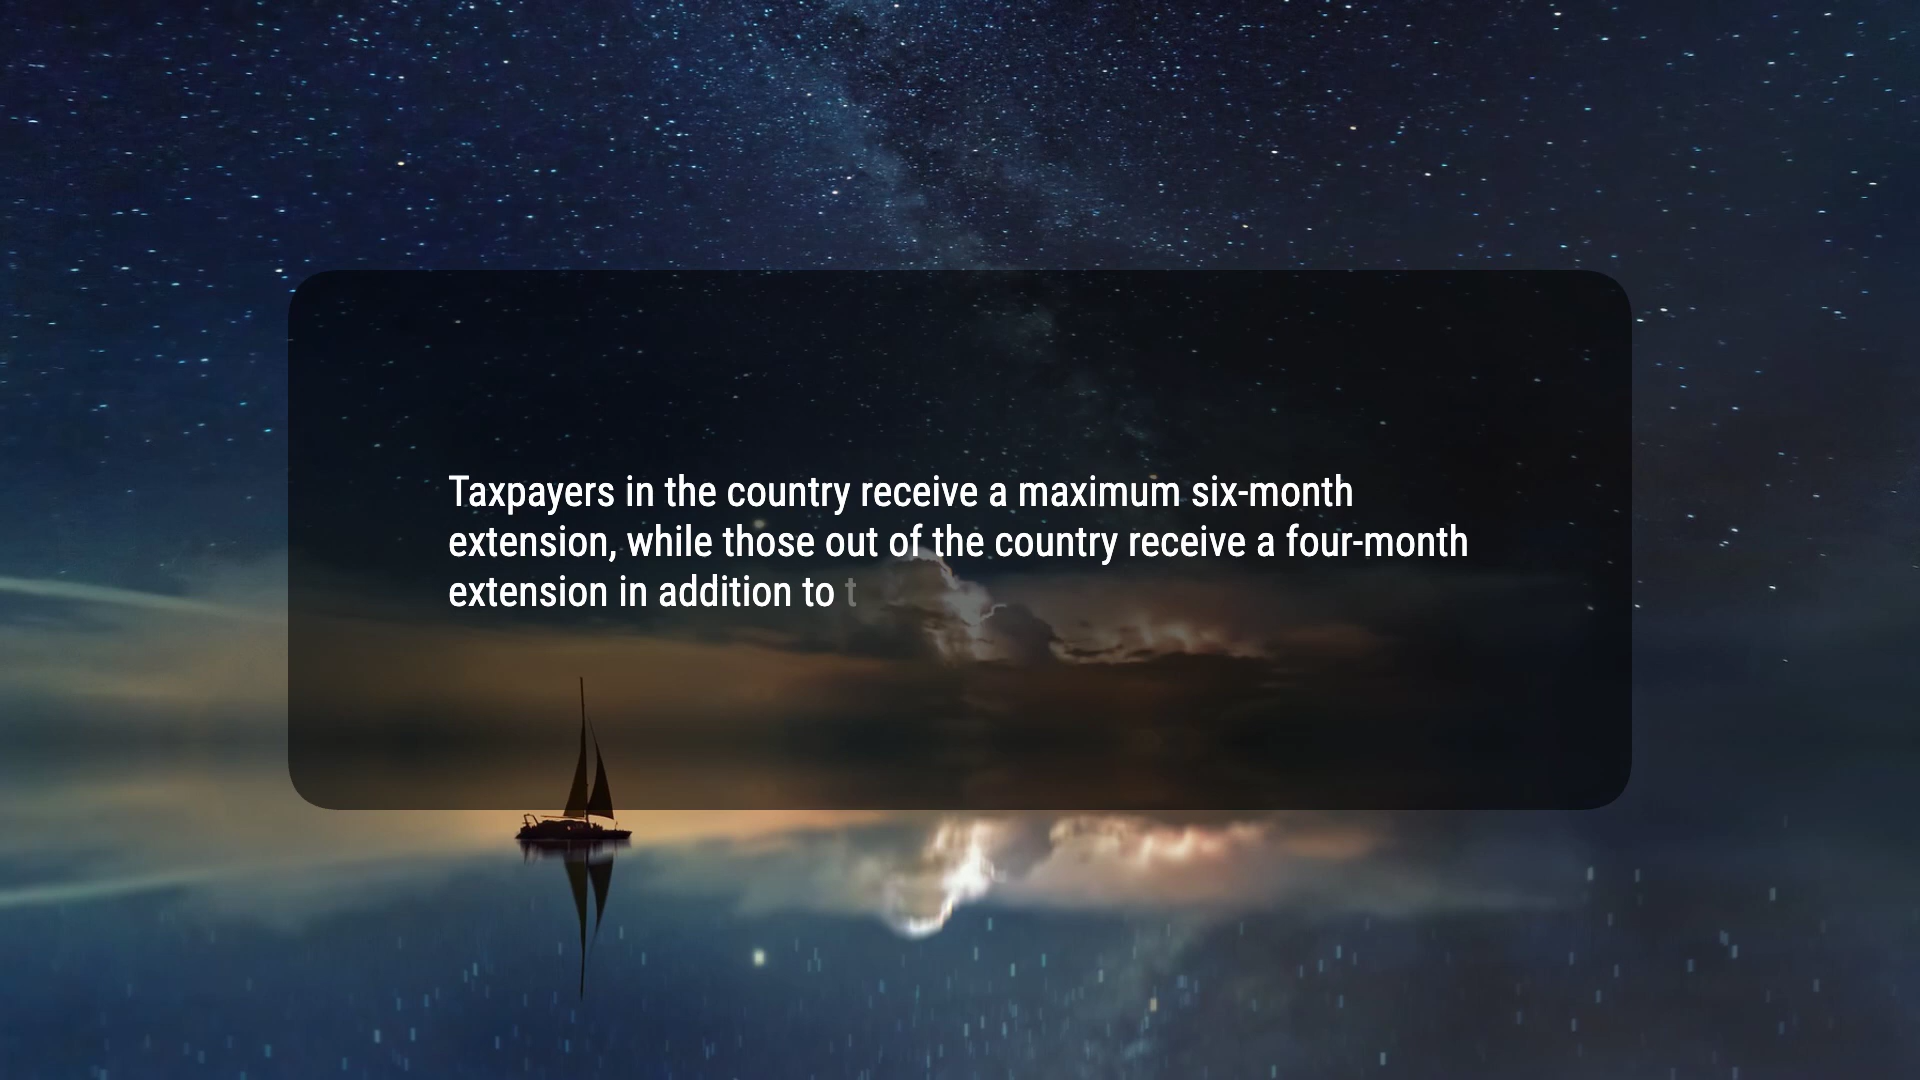 Taxpayers in the country receive a maximum six-month
extension, while those out of the country receive a four-month
extension in addition to t